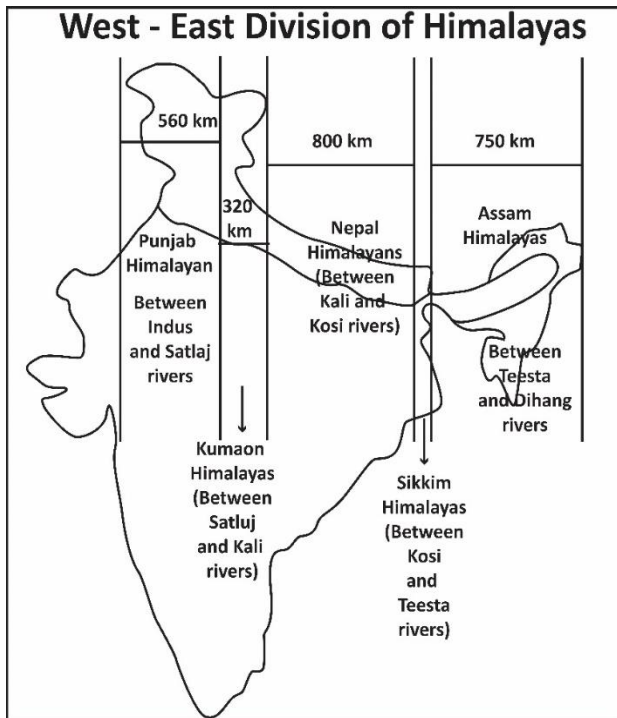 West - East Division of Himalayas
560 km
800 km
750 km
320
km
Punjab
Himalayan
Between
Indus
and Satlaj
rivers
Nepal
Himalayans
(Between
Kali and
Kosi rivers)
Assam
Himalayas
Between
Teesta
and Dihang
rivers
Kumaon
Himalayas
(Between
Satluj
and Kali
rivers)
Sikkim
Himalayas
(Between
Kosi
and
Teesta
rivers)